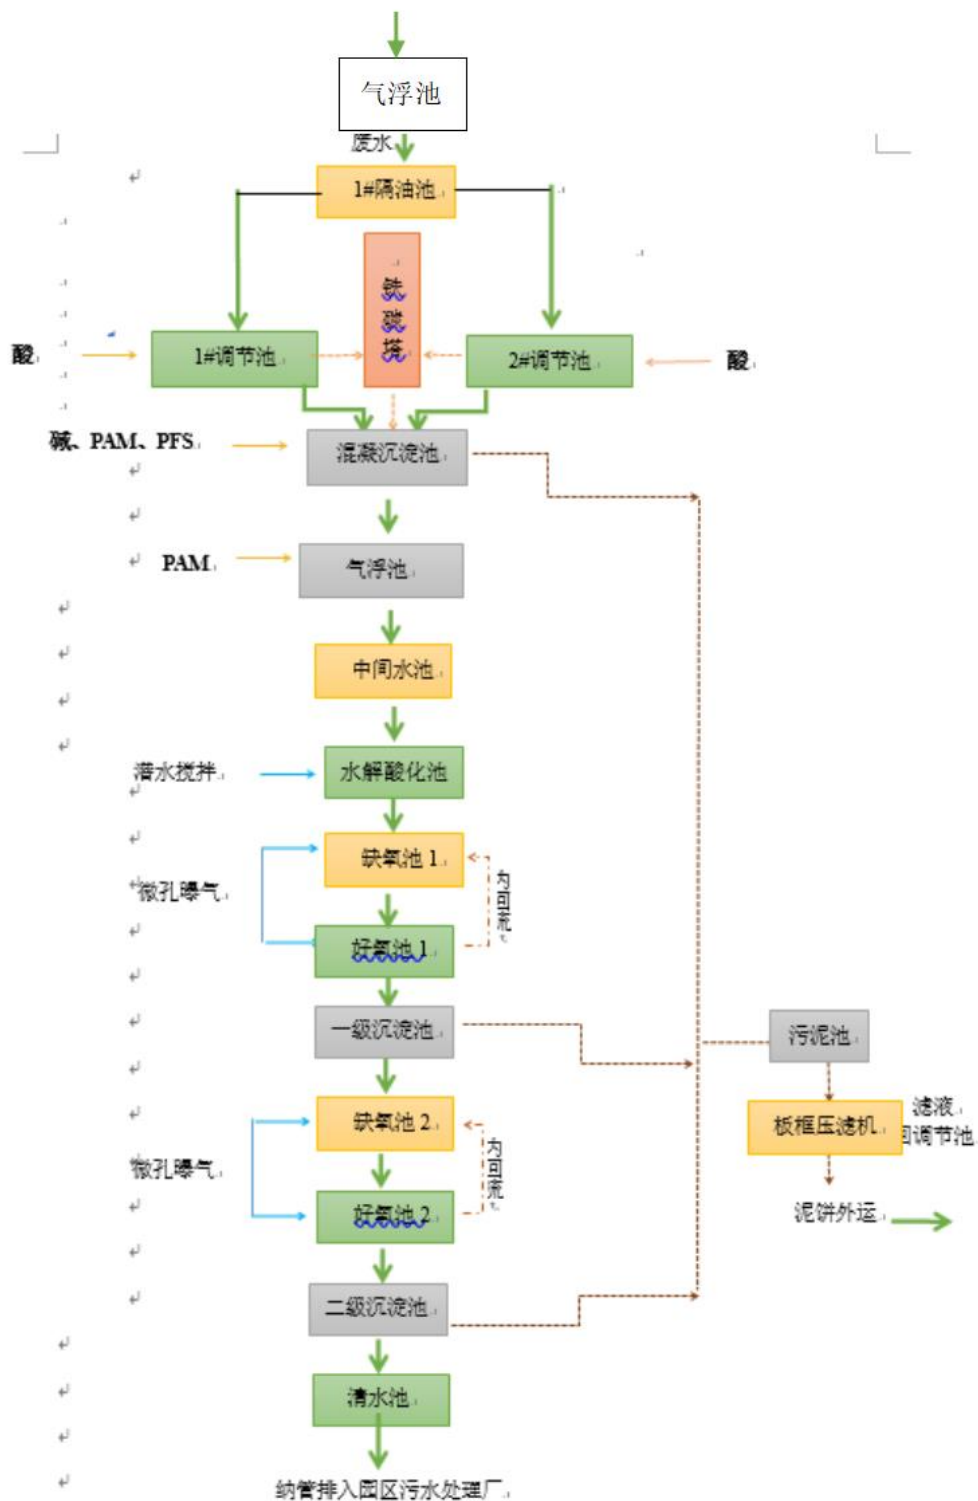 气浮池
废水
1#隔油池
铁
碳
塔
酸
1#调节池
2#调节池
酸
碱、PAM、PFS
混凝沉淀池
PAM
气浮池
中间水池
潜水搅拌
水解酸化池
缺氧池 1
微孔曝气
内回流
好氧池 1
一级沉淀池
污泥池
缺氧池 2
板框压滤机
滤液
回调节池
微孔曝气
内回流
好氧池 2
泥饼外运
二级沉淀池
清水池
纳管排入园区污水处理厂